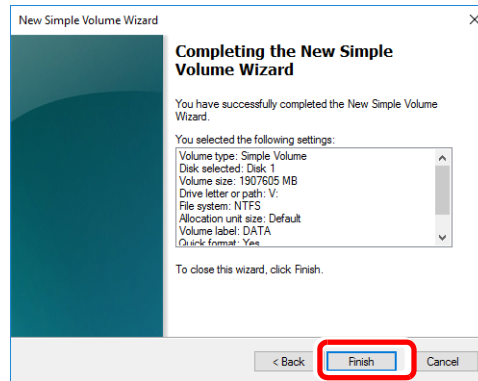 New Simple Volume Wizard
Completing the New Simple
Volume Wizard
You have successfully completed the New Simple Volume
Wizard.
You selected the following settings:
Volume type: Simple Volume
Disk selected: Disk 1
Volume size: 1907605 MB
Drive letter or path: V:
File system: NTFS
Allocation unit size: Default
Volume label: DATA
Quick format: Yes
To close this wizard, click Finish.
< Back Finish Cancel